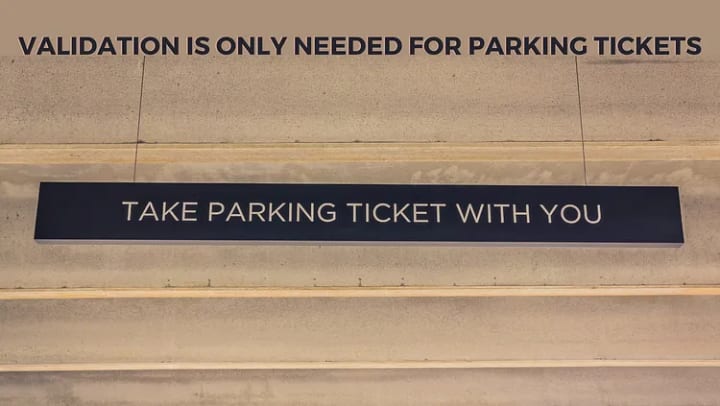 VALIDATION IS ONLY NEEDED FOR PARKING TICKETS
TAKE PARKING TICKET WITH YOU